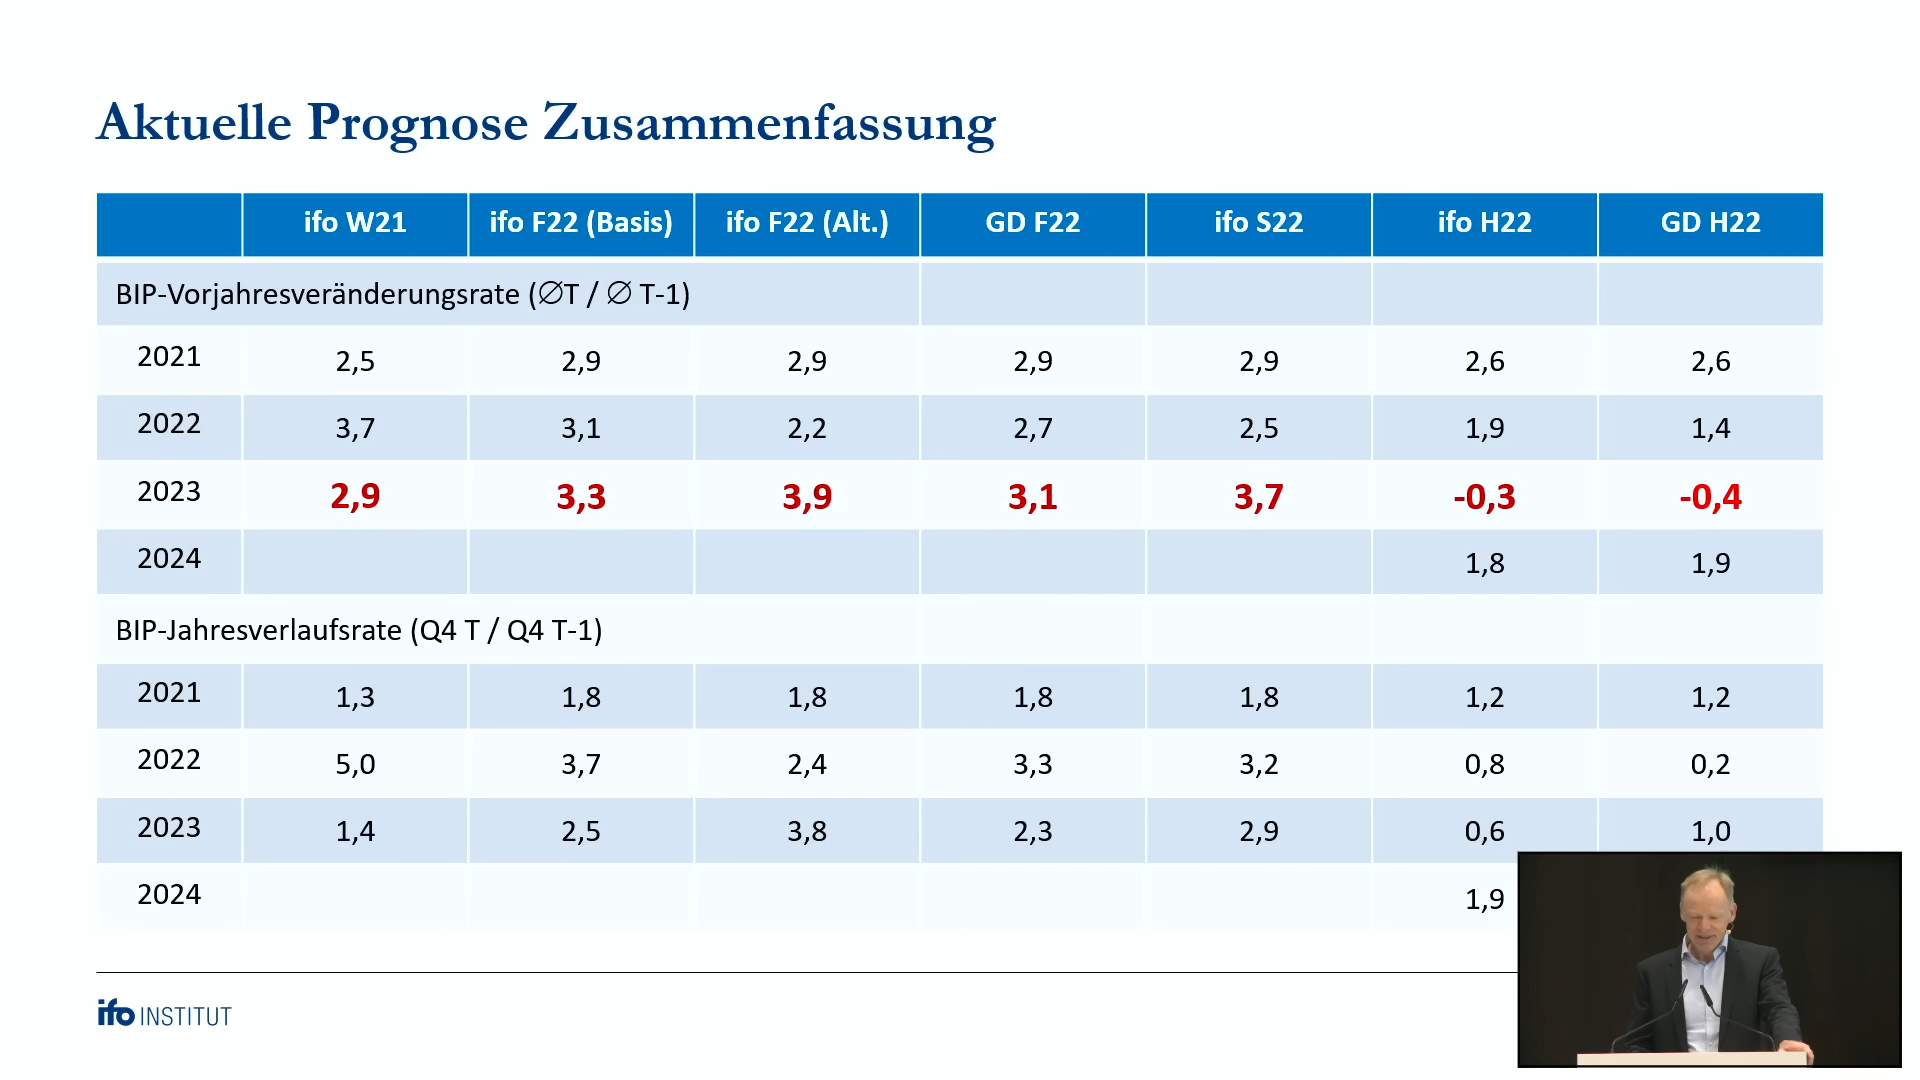 Aktuelle Prognose Zusammenfassung
ifo W21 ifo F22 (Basis) ifo F22 (Alt.) GD F22 ifo S22 ifo H22 GD H22
BIP-Vorjahresveränderungsrate (∅T / ∅ T-1)
2021 2,5 2,9 2,9 2,9 2,9 2,6 2,6
2022 3,7 3,1 2,2 2,7 2,5 1,9 1,4
2023 2,9 3,3 3,9 3,1 3,7 -0,3 -0,4
2024 1,8 1,9
BIP-Jahresverlaufsrate (Q4 T / Q4 T-1)
2021 1,3 1,8 1,8 1,8 1,8 1,2 1,2
2022 5,0 3,7 2,4 3,3 3,2 0,8 0,2
2023 1,4 2,5 3,8 2,3 2,9 0,6 1,0
2024 1,9
ifo INSTITUT